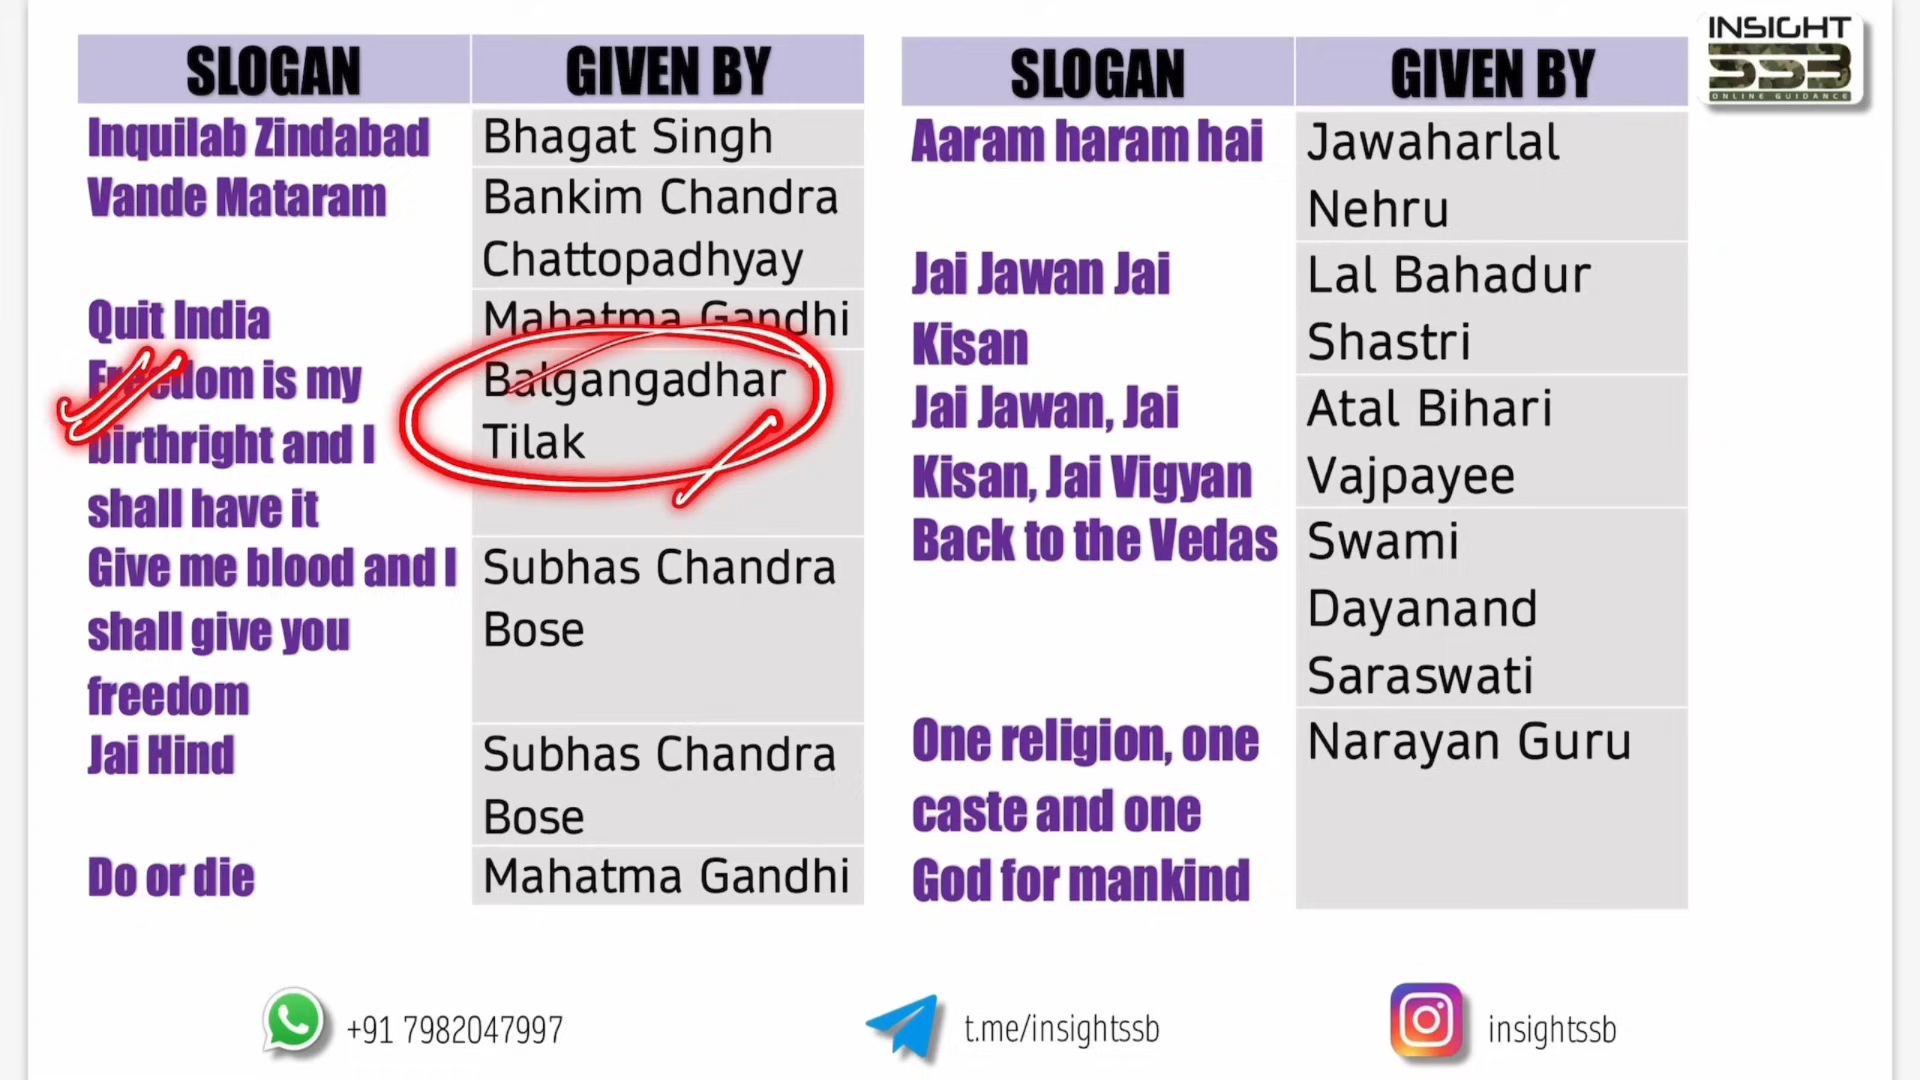 INSIGHT
SSB
ONLINE GUIDANCE
SLOGAN GIVEN BY
Inquilab Zindabad Bhagat Singh
Vande Mataram Bankim Chandra
Chattopadhyay
Quit India Mahatma Gandhi
Freedom is my Balgangadhar
birthright and I Tilak
shall have it
Give me blood and I Subhas Chandra
shall give you Bose
freedom
Jai Hind Subhas Chandra
Bose
Do or die Mahatma Gandhi
SLOGAN GIVEN BY
Aaram haram hai Jawaharlal
Nehru
Jai Jawan Jai Lal Bahadur
Kisan Shastri
Jai Jawan, Jai Atal Bihari
Kisan, Jai Vigyan Vajpayee
Back to the Vedas Swami
Dayanand
Saraswati
One religion, one Narayan Guru
caste and one
God for mankind
+91 7982047997 t.me/insightssb insightssb